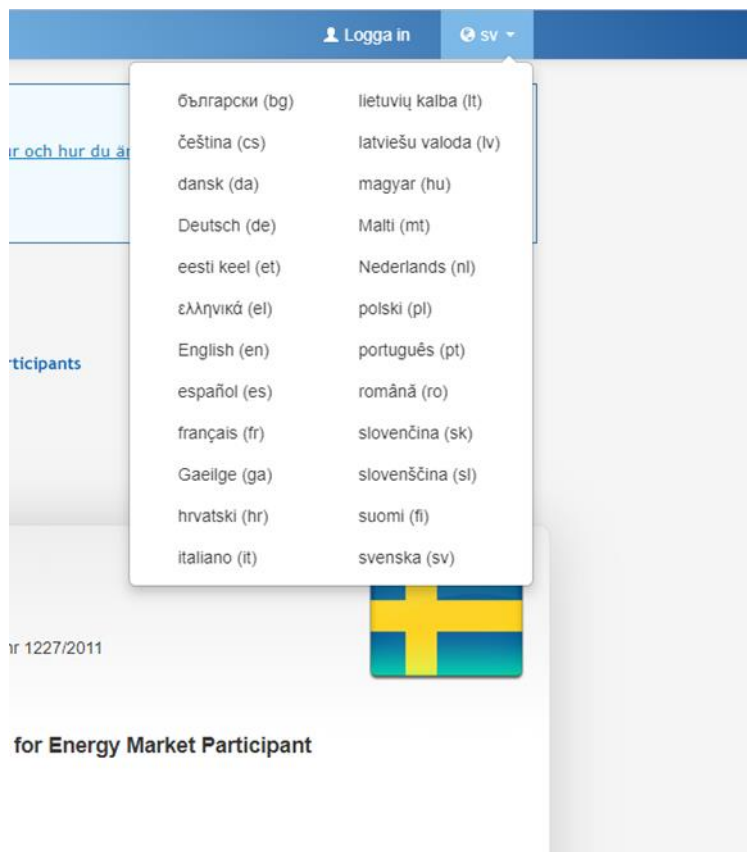 Logga in
sv
български (bg)
čeština (cs)
dansk (da)
Deutsch (de)
eesti keel (et)
ελληνικά (el)
English (en)
español (es)
français (fr)
Gaeilge (ga)
hrvatski (hr)
italiano (it)
lietuvių kalba (lt)
latviešu valoda (lv)
magyar (hu)
Malti (mt)
Nederlands (nl)
polski (pl)
português (pt)
română (ro)
slovenčina (sk)
slovenščina (sl)
suomi (fi)
svenska (sv)
och hur du
nr 1227/2011
for Energy Market Participant